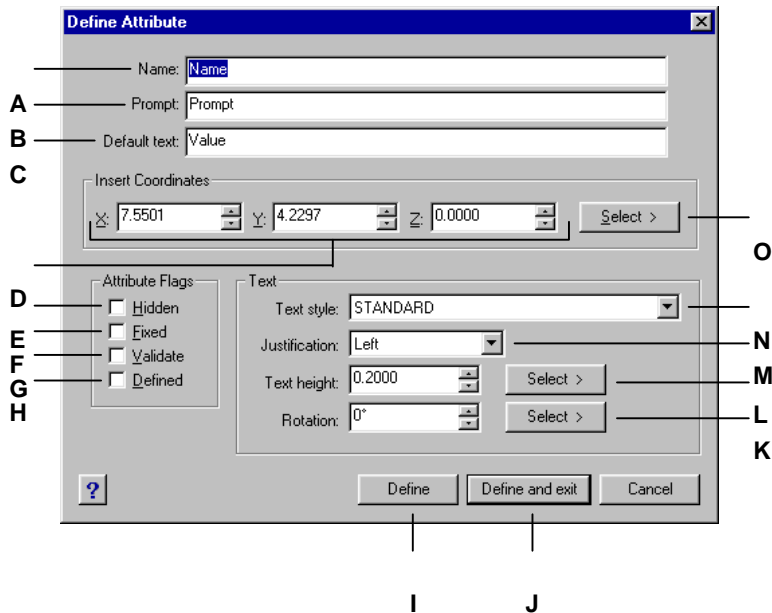 Define Attribute
Name: Name
A Prompt: Prompt
B Default text: Value
C
Insert Coordinates
X: 7.5501 Y: 4.2297 Z: 0.0000 Select >
O
Attribute Flags Text
D Hidden Text style: STANDARD
E Fixed Justification: Left N
F Validate
G Defined Text height: 0.2000 Select > M
H Rotation: 0° Select > L
K
? Define Define and exit Cancel
I J